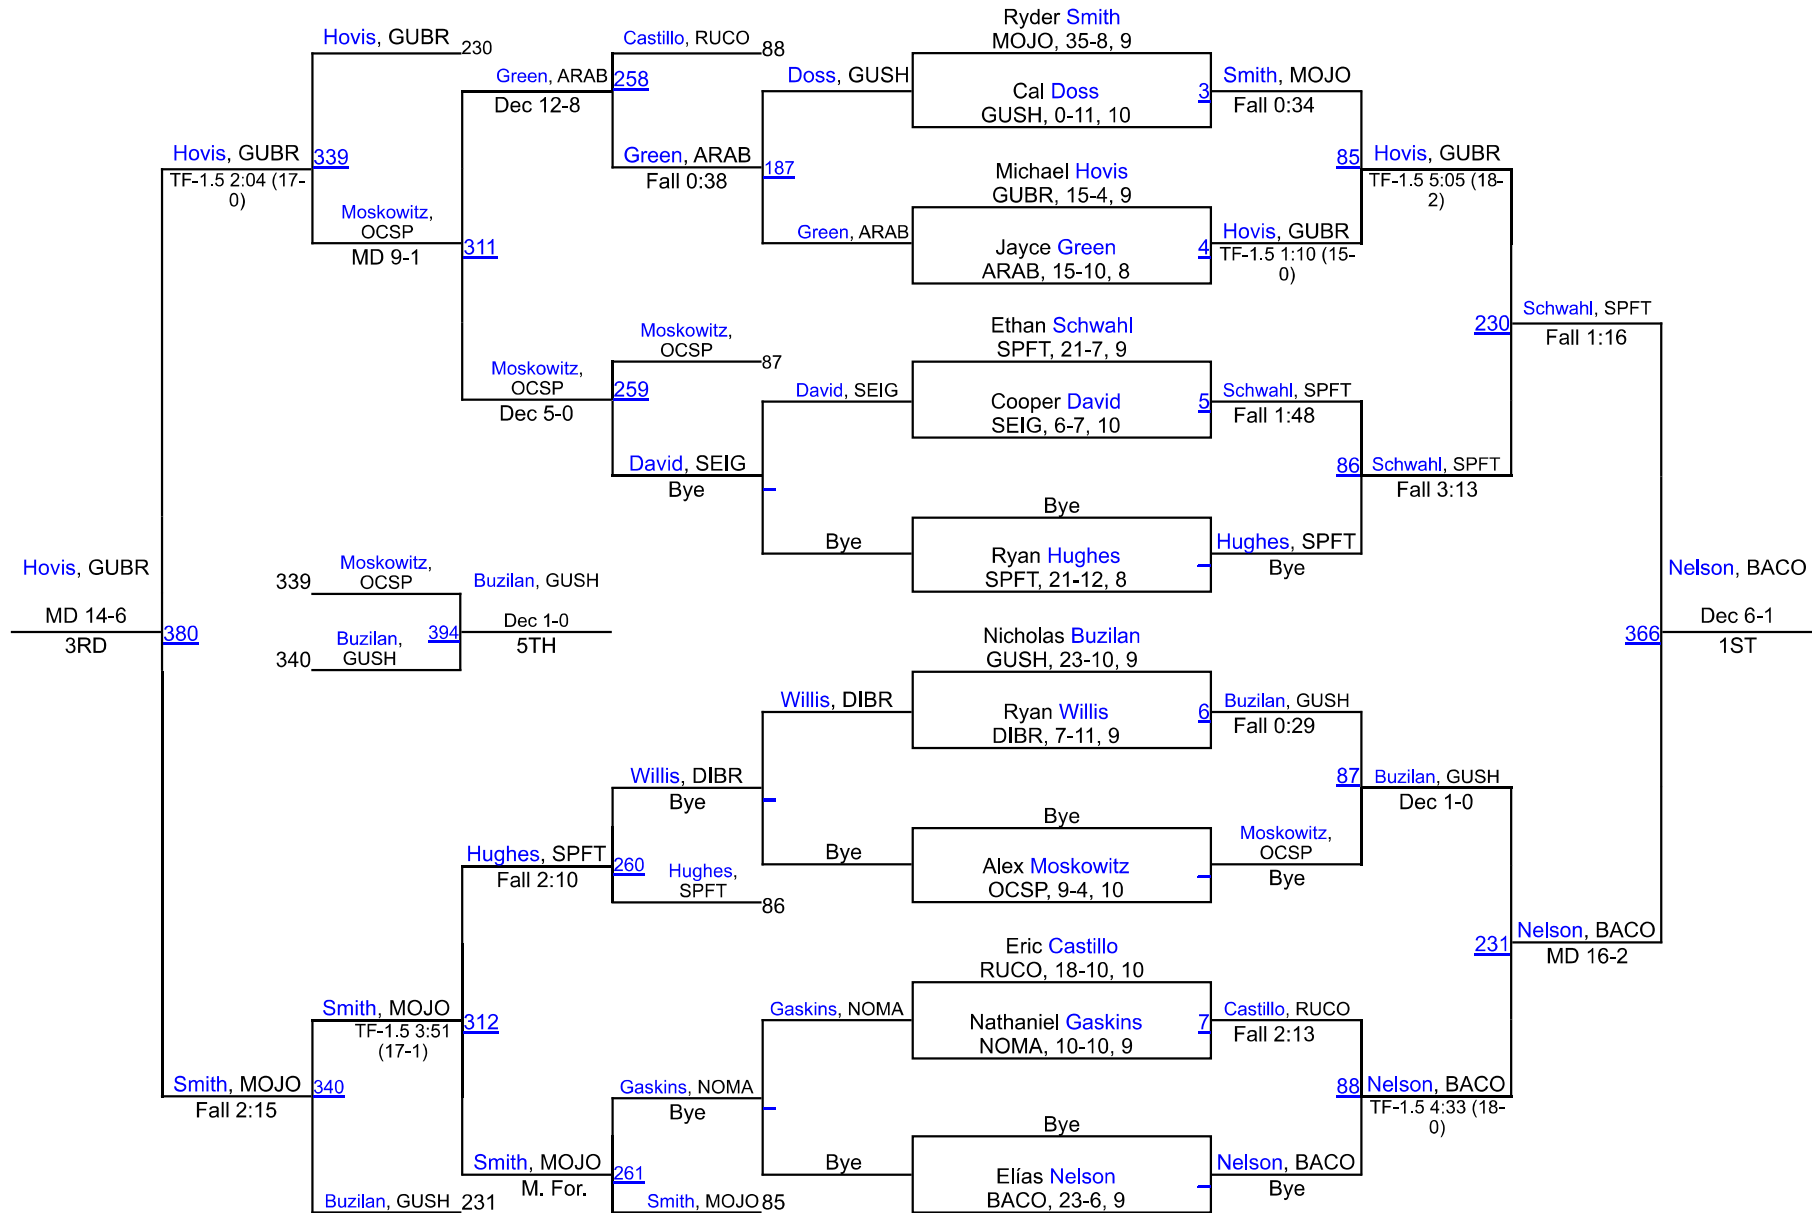 Ryder Smith
MOJO, 35-8, 9
Cal Doss
GUSH, 0-11, 10
3
Michael Hovis
GUBR, 15-4, 9
Jayce Green
ARAB, 15-10, 8
4
Ethan Schwahl
SPFT, 21-7, 9
Cooper David
SEIG, 6-7, 10
5
Bye
Ryan Hughes
SPFT, 21-12, 8
Nicholas Buzilan
GUSH, 23-10, 9
Ryan Willis
DIBR, 7-11, 9
6
Bye
Alex Moskowitz
OCSP, 9-4, 10
Eric Castillo
RUCO, 18-10, 10
Nathaniel Gaskins
NOMA, 10-10, 9
7
Bye
Elías Nelson
BACO, 23-6, 9
Smith, MOJO
Fall 0:34
85
Hovis, GUBR
TF-1.5 1:10 (15-
0)
Schwahl, SPFT
Fall 1:48
86
Hughes, SPFT
Bye
Buzilan, GUSH
Fall 0:29
87
Moskowitz,
OCSP
Bye
Castillo, RUCO
Fall 2:13
88
Nelson, BACO
Bye
Hovis, GUBR
TF-1.5 5:05 (18-
2)
230
Schwahl, SPFT
Fall 3:13
Buzilan, GUSH
Dec 1-0
231
Nelson, BACO
TF-1.5 4:33 (18-
0)
Schwahl, SPFT
Fall 1:16
366
Nelson, BACO
MD 16-2
Nelson, BACO
Dec 6-1
1ST
Doss, GUSH
187
Green, ARAB
David, SEIG
Bye
Willis, DIBR
Bye
Gaskins, NOMA
Bye
Castillo, RUCO
88
258
Green, ARAB
Fall 0:38
Moskowitz,
OCSP
87
259
David, SEIG
Bye
Willis, DIBR
Bye
260
Hughes,
SPFT
86
Gaskins, NOMA
Bye
261
Smith, MOJO
85
Green, ARAB
Dec 12-8
311
Moskowitz,
OCSP
Dec 5-0
Hughes, SPFT
Fall 2:10
312
Smith, MOJO
M. For.
Hovis, GUBR
230
339
Moskowitz,
OCSP
MD 9-1
Smith, MOJO
TF-1.5 3:51
(17-1)
340
Buzilan, GUSH
231
Hovis, GUBR
TF-1.5 2:04 (17-
0)
380
Smith, MOJO
Fall 2:15
Hovis, GUBR
MD 14-6
3RD
339
Moskowitz,
OCSP
394
340
Buzilan,
GUSH
Buzilan, GUSH
Dec 1-0
5TH